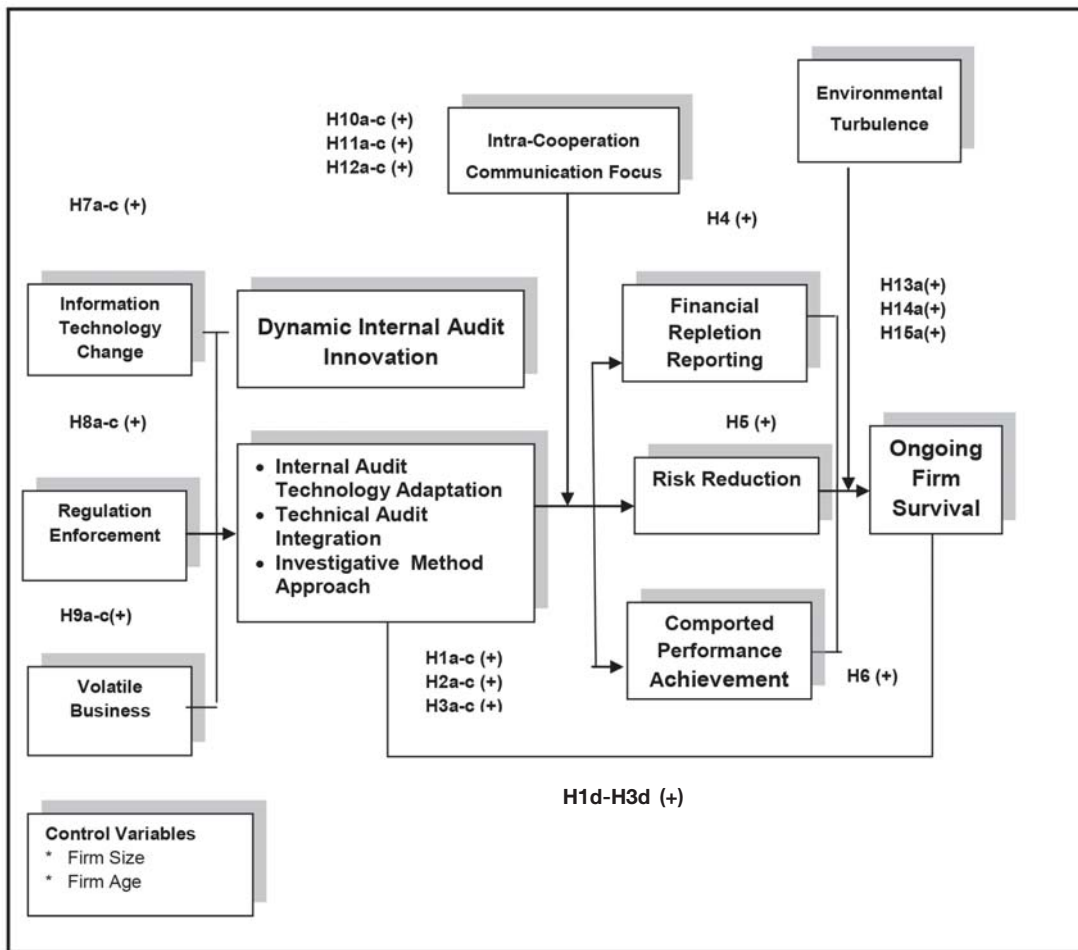 Environmental
Turbulence
H10a-c (+)
H11a-c (+)
H12a-c (+)
Intra-Cooperation
Communication Focus
H7a-c (+)
H4 (+)
Information
Technology
Change
Dynamic Internal Audit
Innovation
Financial
Repletion
Reporting
H13a(+)
H14a(+)
H15a(+)
H8a-c (+)
H5 (+)
Regulation
Enforcement
• Internal Audit
Technology Adaptation
• Technical Audit
Integration
• Investigative Method
Approach
Risk Reduction
Ongoing
Firm
Survival
H9a-c(+)
Volatile
Business
H1a-c (+)
H2a-c (+)
H3a-c (+)
Comported
Performance
Achievement
H6 (+)
H1d-H3d (+)
Control Variables
* Firm Size
* Firm Age